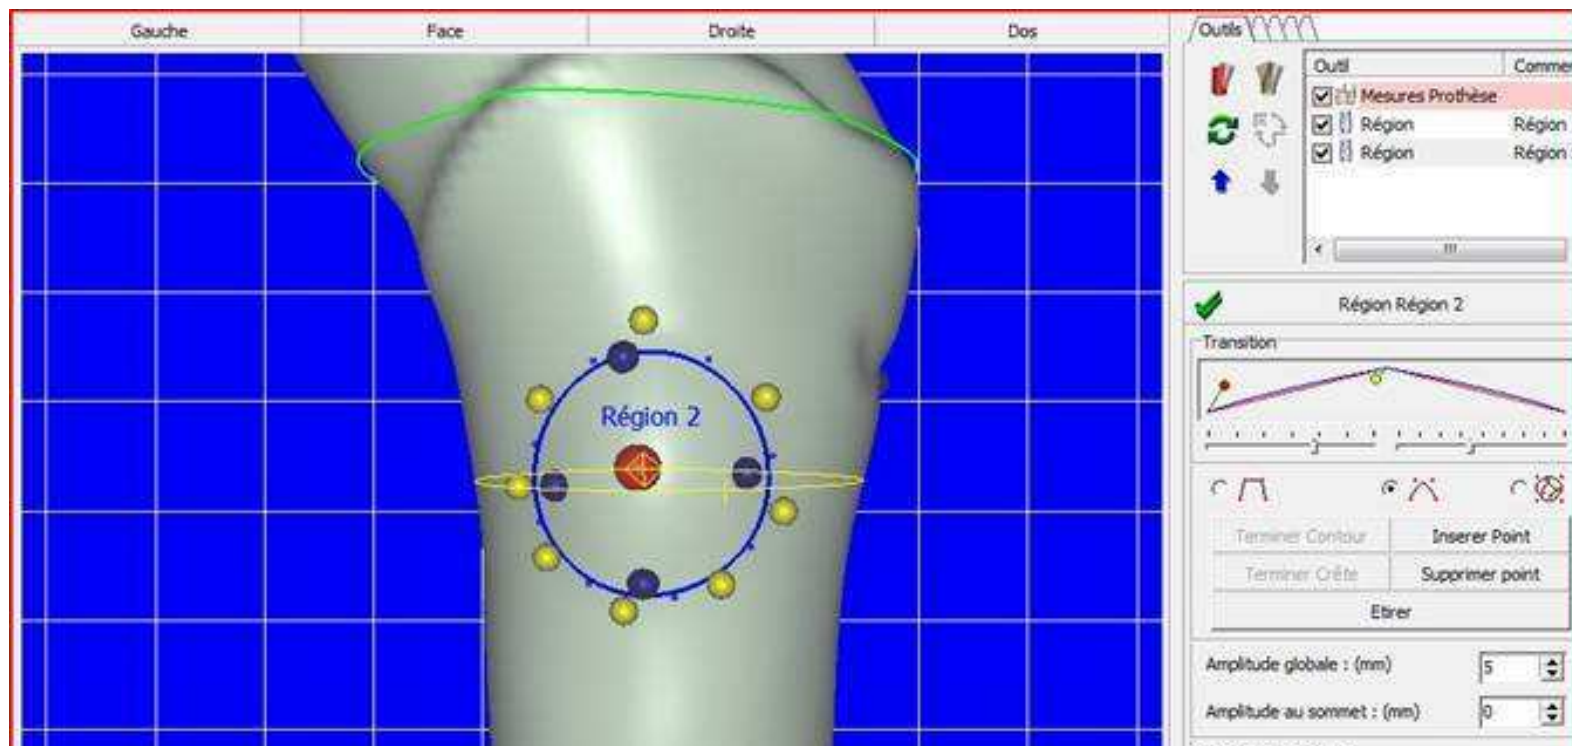 Gauche
Face
Droite
Dos
Outils
Outil
Commen
Mesures Prothèse
Région
Région
Région
Région
Région Région 2
Transition
Région 2
Terminer Contour
Inserer Point
Terminer Crête
Supprimer point
Etirer
Amplitude globale : (mm)
5
Amplitude au sommet : (mm)
0